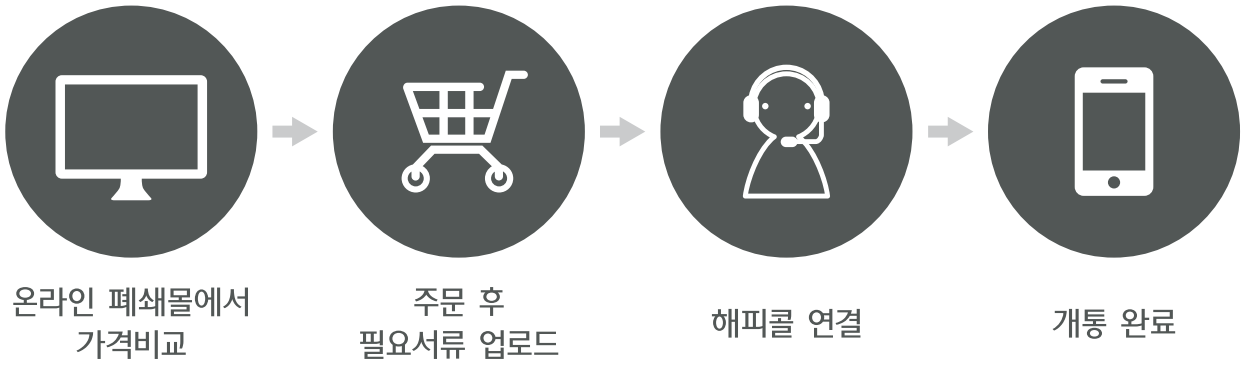 온라인 폐쇄몰에서
가격비교
주문 후
필요서류 업로드
해피콜 연결
개통 완료